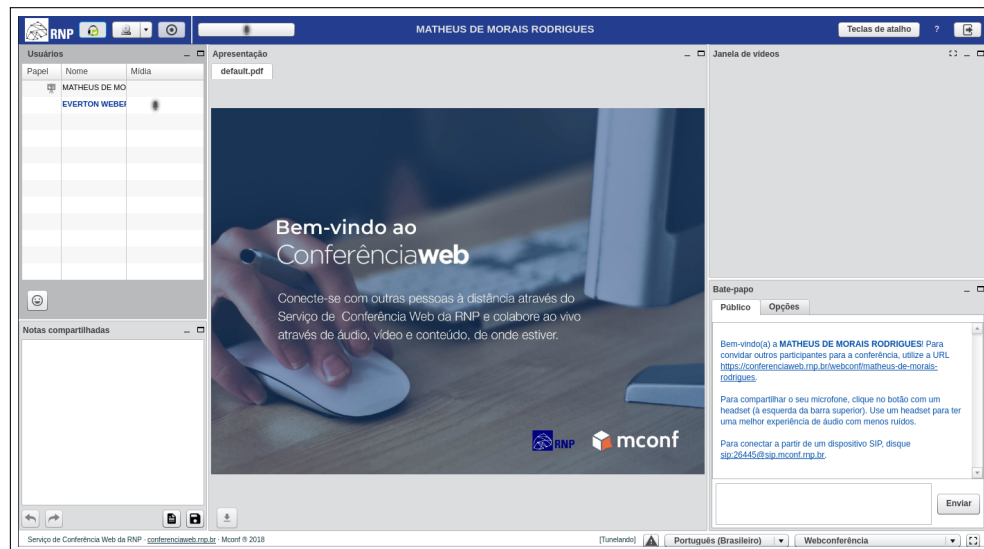 RNP
MATHEUS DE MORAIS RODRIGUES
Teclas de atalho
?
Usuários
Papel Nome Mídia
MATHEUS DE MO
EVERTON WEBER
Notas compartilhadas
Apresentação
default.pdf
Bem-vindo ao
Conferênciaweb
Conecte-se com outras pessoas à distância através do
Serviço de Conferência Web da RNP e colabore ao vivo
através de áudio, vídeo e conteúdo, de onde estiver.
RNP mconf
Janela de vídeos
Bate-papo
Público Opções
Bem-vindo(a) a MATHEUS DE MORAIS RODRIGUES! Para
convidar outros participantes para a conferência, utilize a URL
https://conferenciaweb.rnp.br/webconf/matheus-de-morais-
rodrigues.
Para compartilhar o seu microfone, clique no botão com um
headset (à esquerda da barra superior). Use um headset para ter
uma melhor experiência de áudio com menos ruídos.
Para conectar a partir de um dispositivo SIP, disque
sip:26445@sip.mconf.rnp.br.
Enviar
Serviço de Conferência Web da RNP - conferenciaweb.rnp.br - Mconf ® 2018
[Tunelando]
Português (Brasileiro)
Webconferência